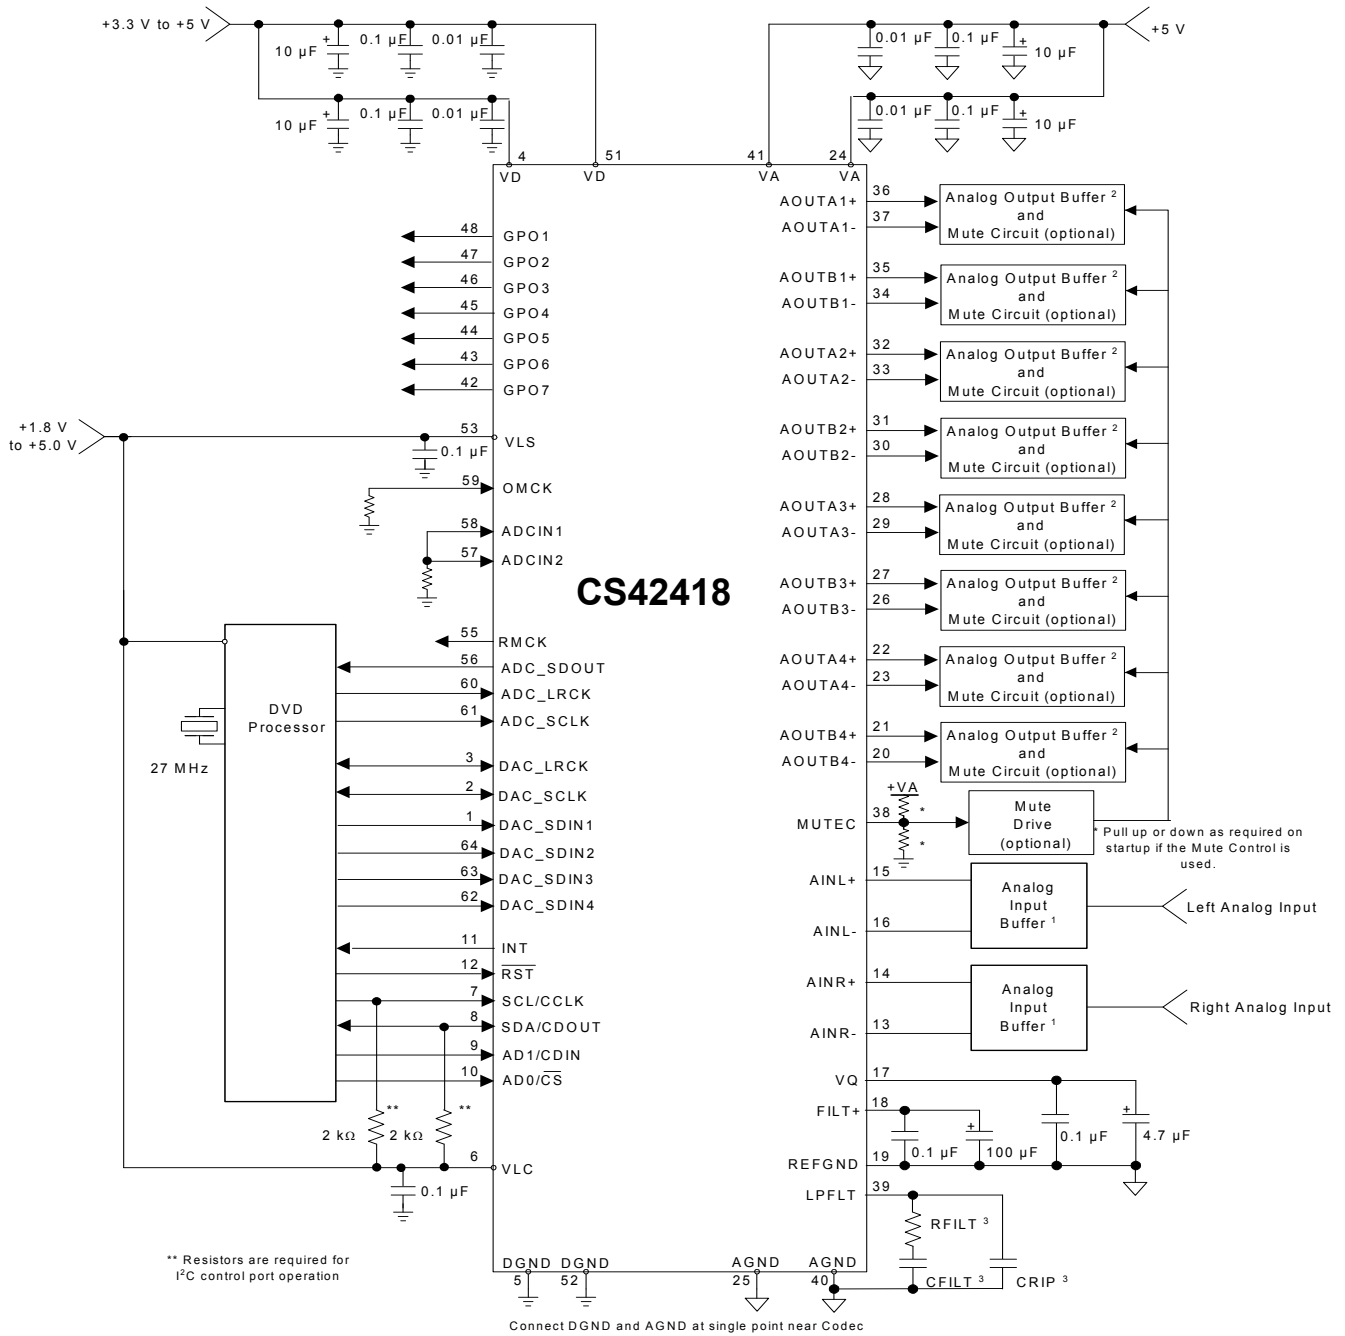 +3.3 V to +5 V
10 µF
+
0.1 µF
0.01 µF
10 µF
+
0.1 µF
0.01 µF
0.01 µF
0.1 µF
+
10 µF
+5 V
0.01 µF
0.1 µF
+
10 µF
4
VD
51
VD
41
VA
24
VA
48
GPO1
47
GPO2
46
GPO3
45
GPO4
44
GPO5
43
GPO6
42
GPO7
+1.8 V
to +5.0 V
53
VLS
0.1 µF
59
OMCK
58
ADCIN1
57
ADCIN2
CS42418
55
RMCK
56
ADC_SDOUT
60
ADC_LRCK
61
ADC_SCLK
DVD
Processor
27 MHz
3
DAC_LRCK
2
DAC_SCLK
1
DAC_SDIN1
64
DAC_SDIN2
63
DAC_SDIN3
62
DAC_SDIN4
11
INT
12
RST
7
SCL/CCLK
8
SDA/CDOUT
9
AD1/CDIN
10
AD0/CS
**
2 kΩ
**
2 kΩ
6
VLC
0.1 µF
** Resistors are required for
I²C control port operation
AOUTA1+
36
AOUTA1-
37
Analog Output Buffer ²
and
Mute Circuit (optional)
AOUTB1+
35
AOUTB1-
34
Analog Output Buffer ²
and
Mute Circuit (optional)
AOUTA2+
32
AOUTA2-
33
Analog Output Buffer ²
and
Mute Circuit (optional)
AOUTB2+
31
AOUTB2-
30
Analog Output Buffer ²
and
Mute Circuit (optional)
AOUTA3+
28
AOUTA3-
29
Analog Output Buffer ²
and
Mute Circuit (optional)
AOUTB3+
27
AOUTB3-
26
Analog Output Buffer ²
and
Mute Circuit (optional)
AOUTA4+
22
AOUTA4-
23
Analog Output Buffer ²
and
Mute Circuit (optional)
AOUTB4+
21
AOUTB4-
20
Analog Output Buffer ²
and
Mute Circuit (optional)
+VA
*
MUTEC
38
*
Mute
Drive
(optional)
* Pull up or down as required on
startup if the Mute Control is
used.
AINL+
15
AINL-
16
Analog
Input
Buffer ¹
Left Analog Input
AINR+
14
AINR-
13
Analog
Input
Buffer ¹
Right Analog Input
VQ
17
FILT+
18
0.1 µF
+
100 µF
0.1 µF
+
4.7 µF
REFGND
19
LPFLT
39
RFILT ³
CFILT ³
CRIP ³
DGND
5
DGND
52
AGND
25
AGND
40
Connect DGND and AGND at single point near Codec